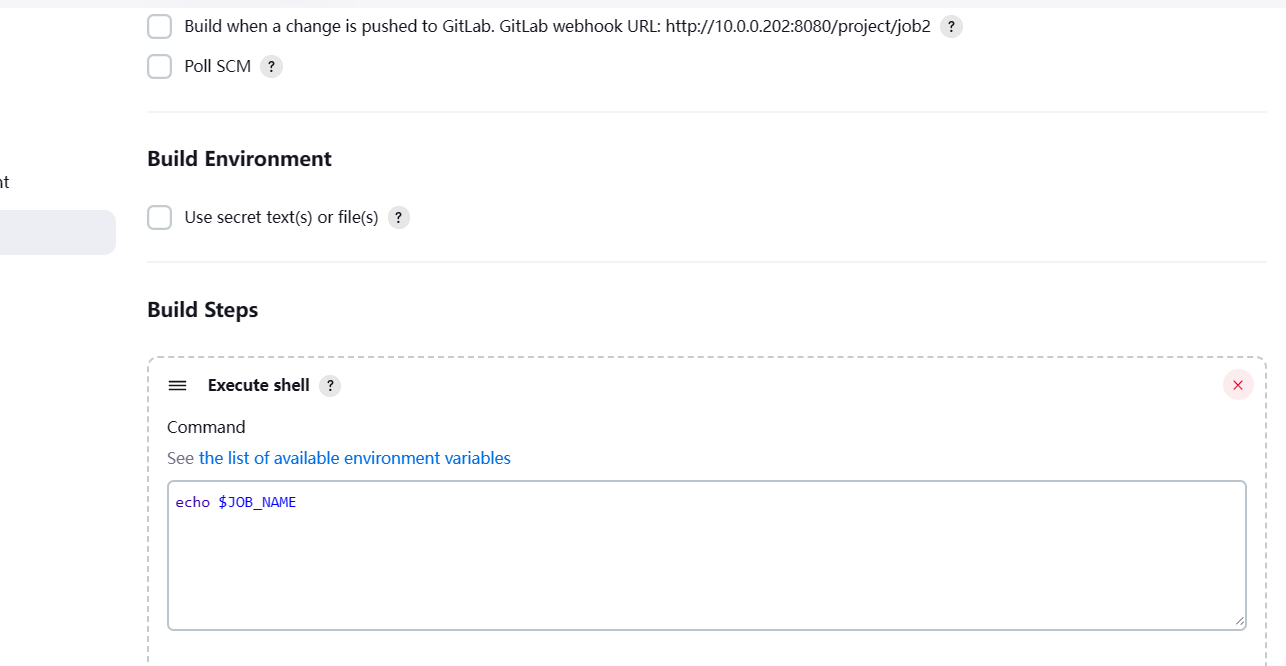 Build when a change is pushed to GitLab. GitLab webhook URL: http://10.0.0.202:8080/project/job2 ?
Poll SCM ?
Build Environment
nt
Use secret text(s) or file(s) ?
Build Steps
Execute shell ?
Command
See the list of available environment variables
echo $JOB_NAME